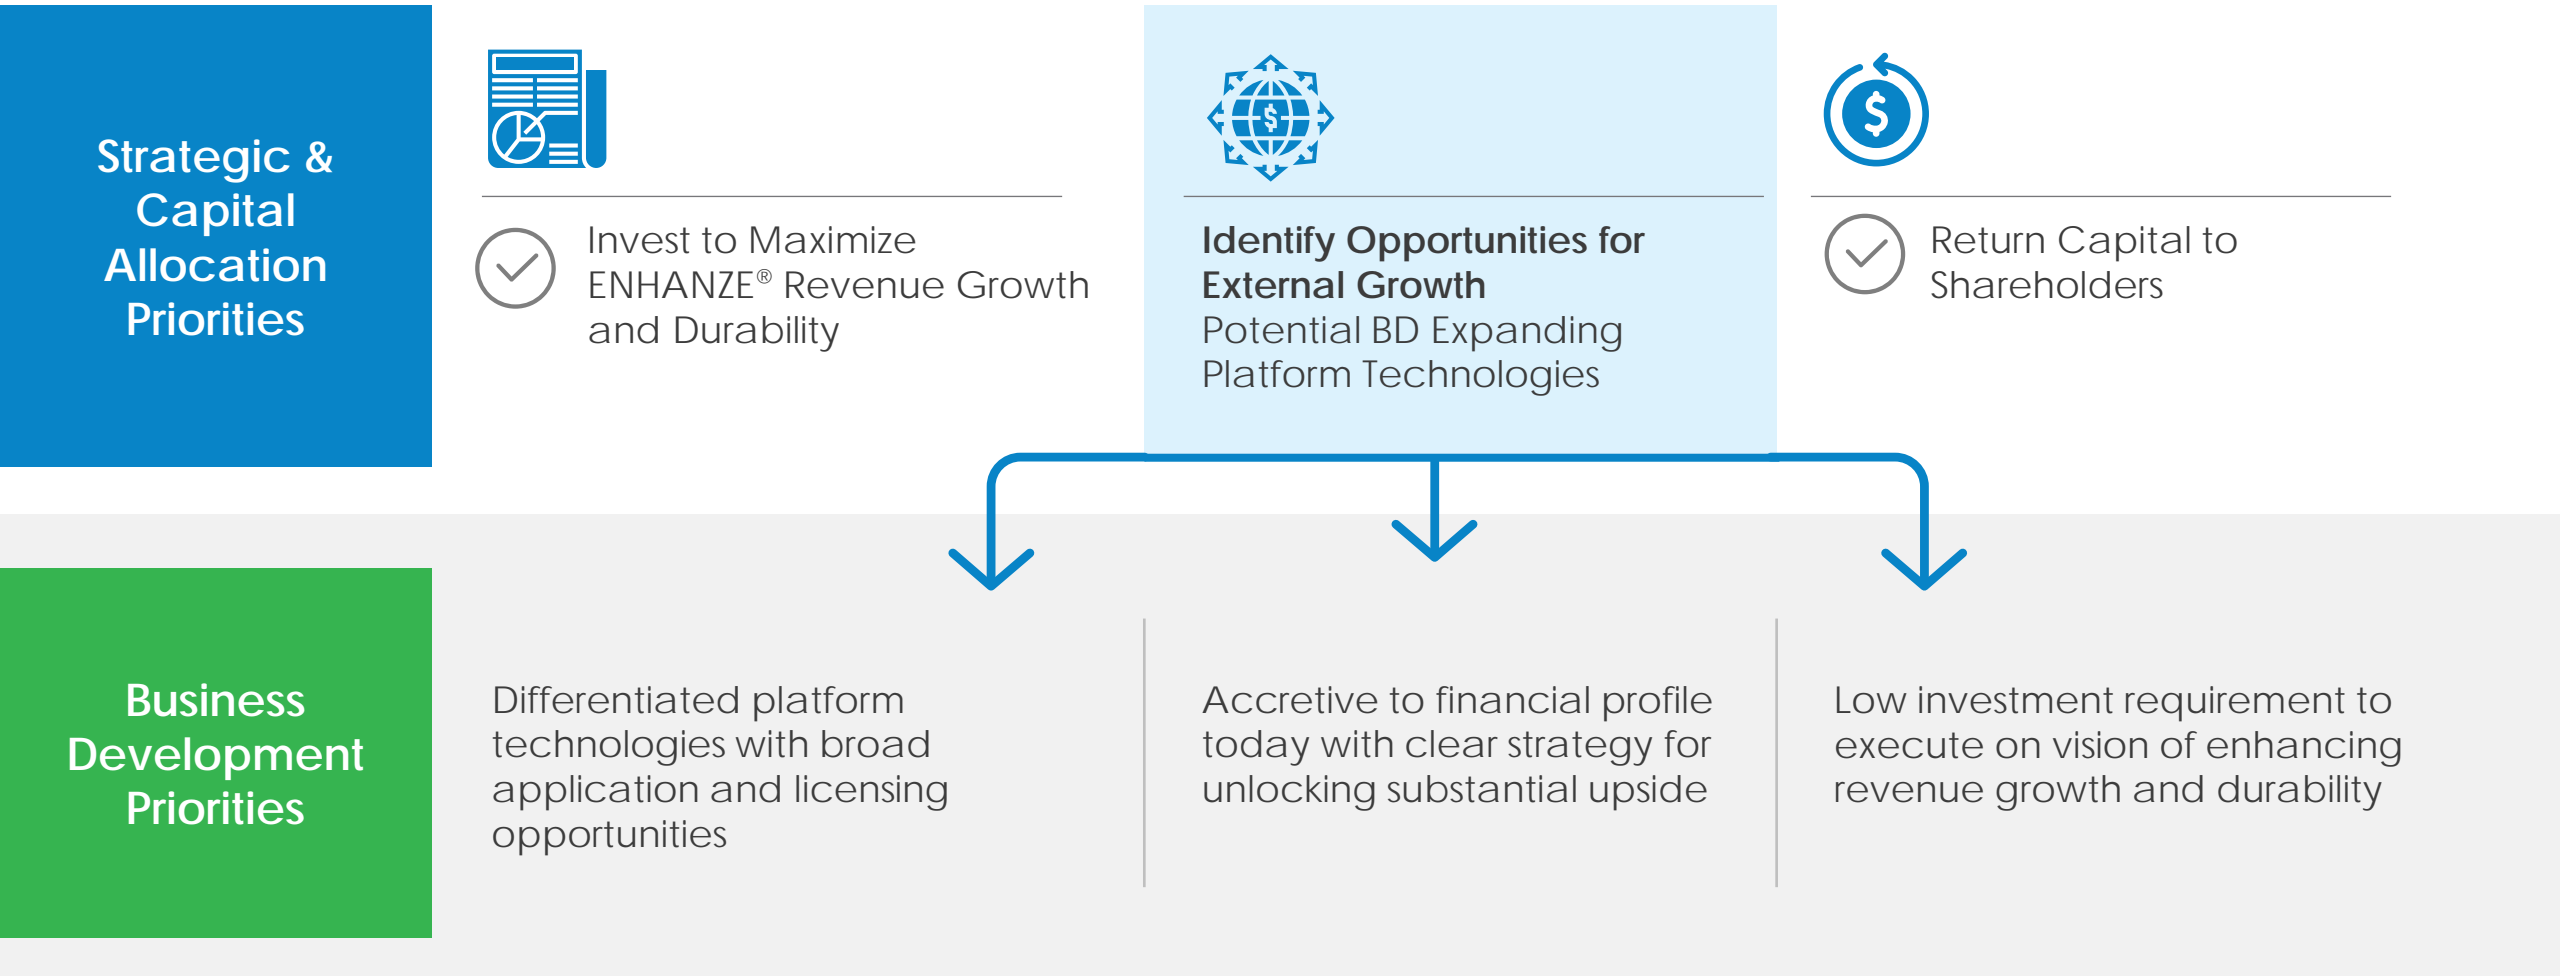 Strategic &
Capital
Allocation
Priorities
Invest to Maximize
ENHANZE® Revenue Growth
and Durability
$
Identify Opportunities for
External Growth
Potential BD Expanding
Platform Technologies
$
Return Capital to
Shareholders
Business
Development
Priorities
Differentiated platform
technologies with broad
application and licensing
opportunities
Accretive to financial profile
today with clear strategy for
unlocking substantial upside
Low investment requirement to
execute on vision of enhancing
revenue growth and durability